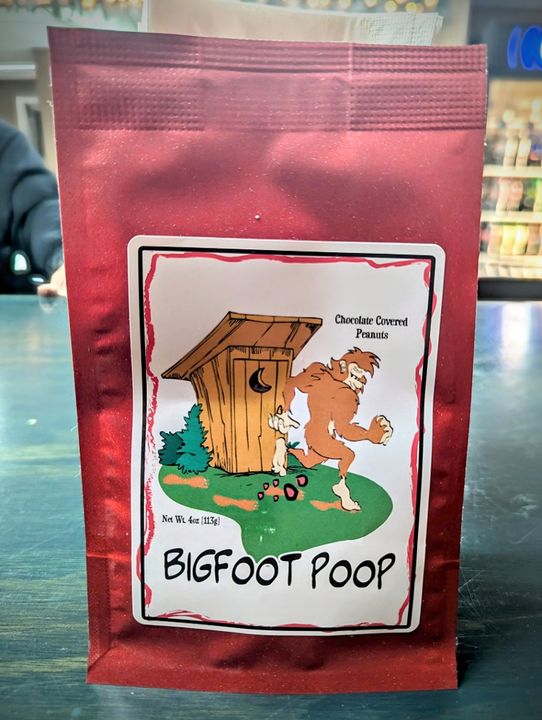 Chocolate Covered
Peanuts
Net Wt. 4oz (113g)
BIGFOOT POOP